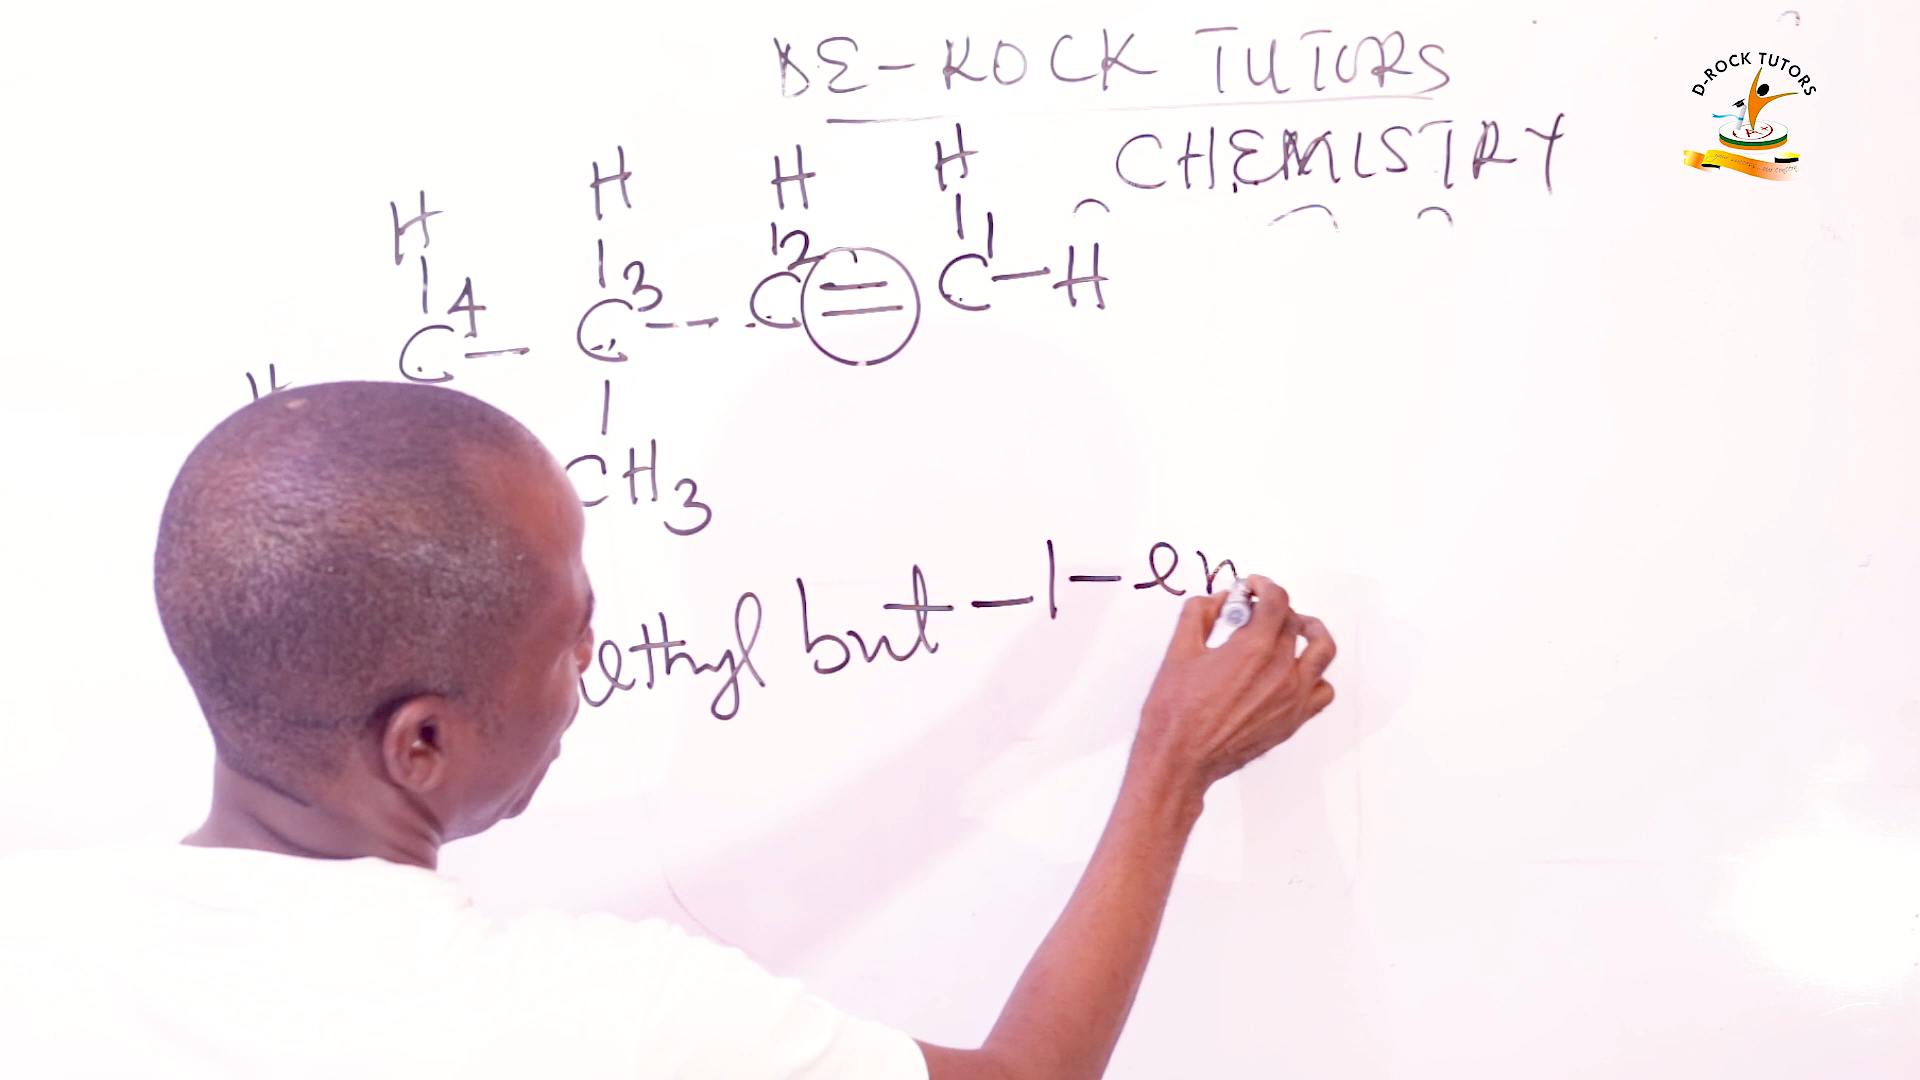 DE-ROCK TUTORS
D-ROCK TUTORS
CHEMISTRY
H H H H
4 3 2 1
C - C -- C = C - H
H
CH3
ethyl but - 1 - en